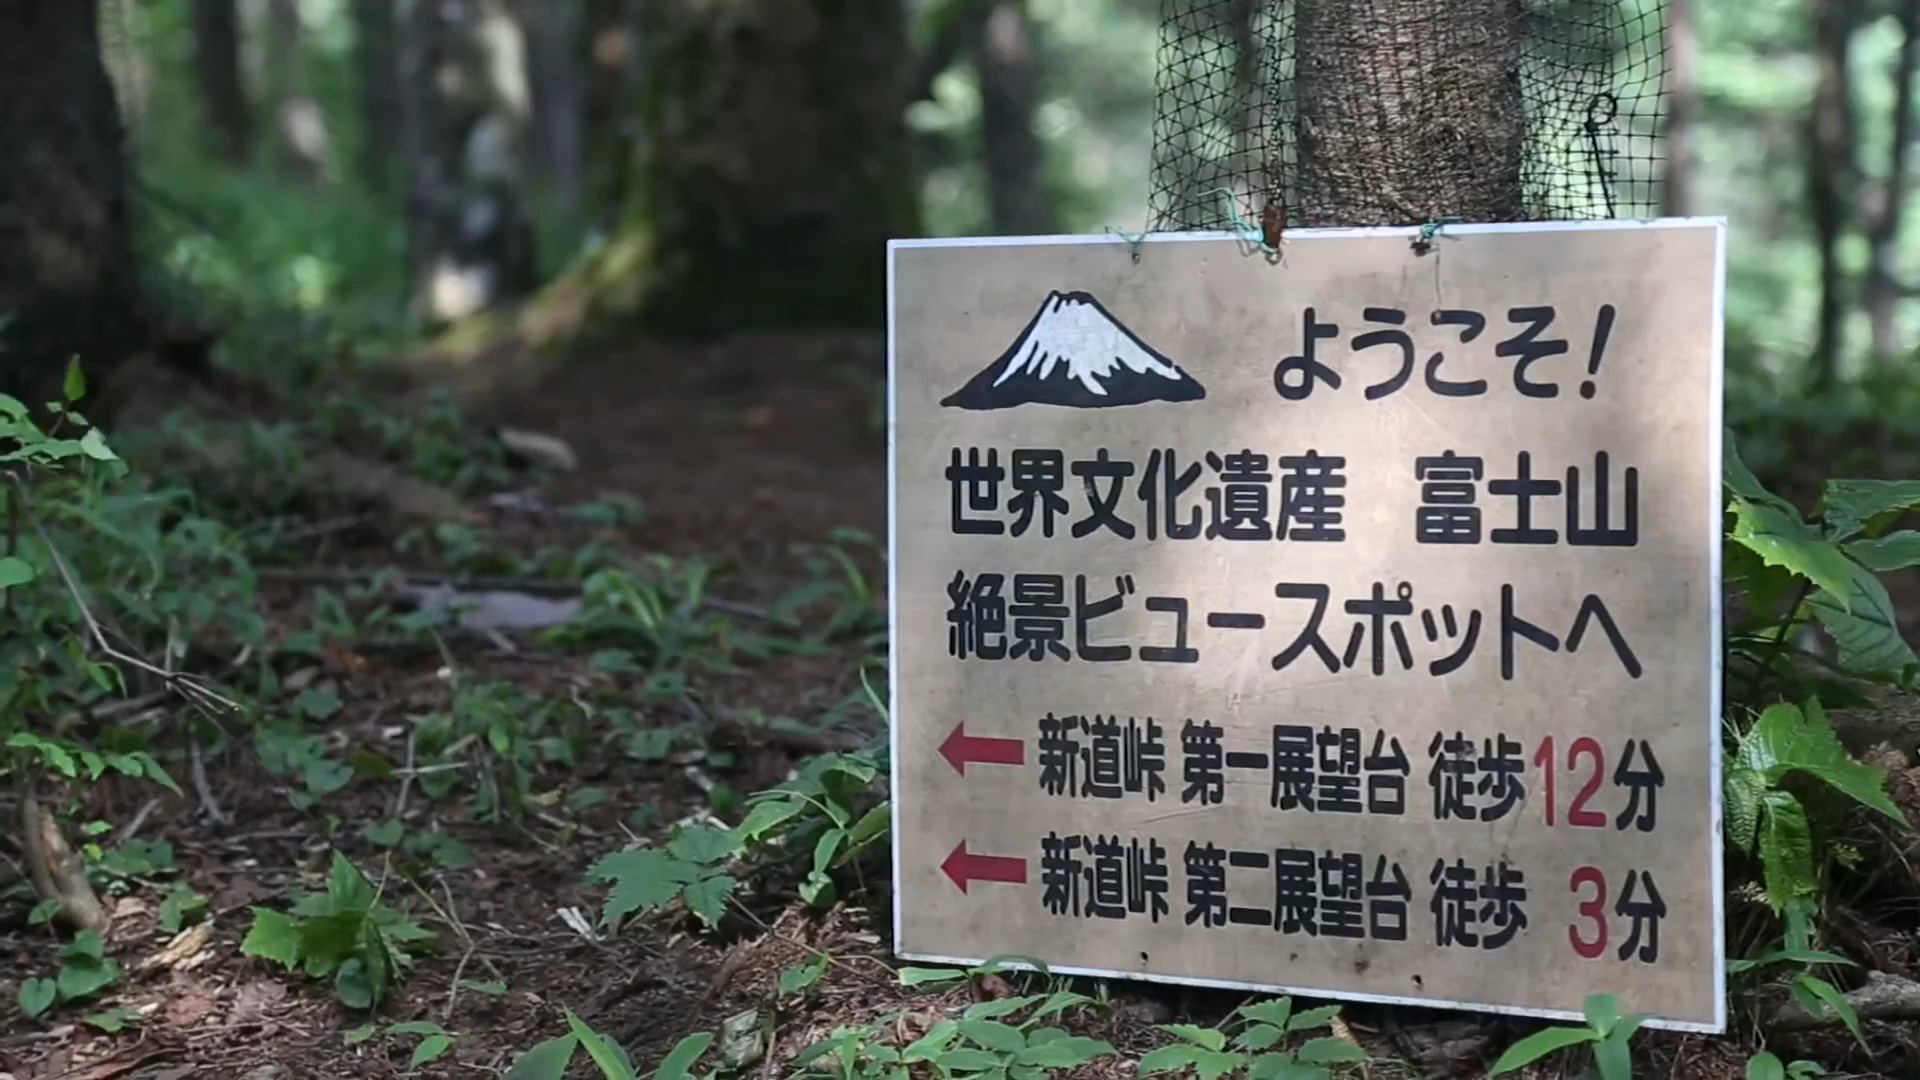 ようこそ!
世界文化遺産 富士山
絶景ビュースポットへ
← 新道峠 第一展望台 徒歩12分
← 新道峠 第二展望台 徒歩 3分